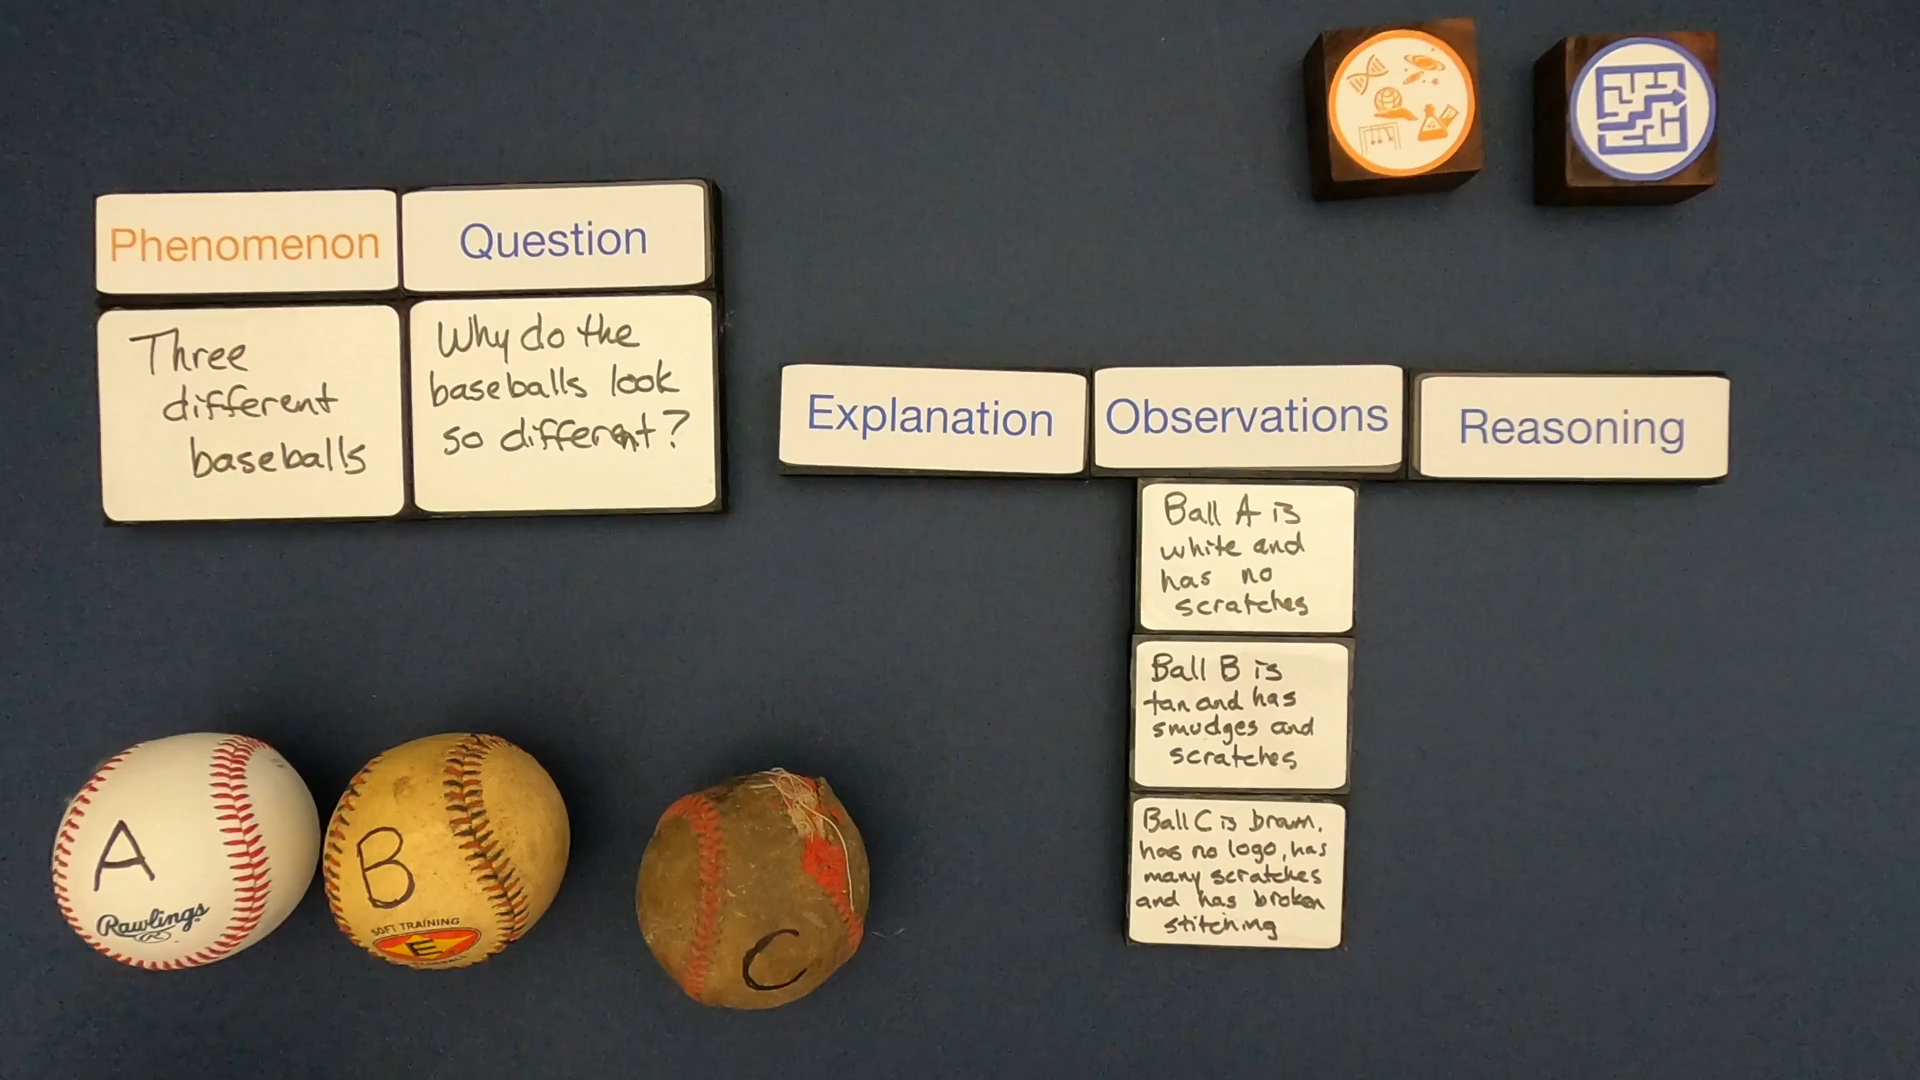 Phenomenon
Question
Three
different
baseballs
Why do the
baseballs look
so different?
Explanation
Observations
Reasoning
Ball A is
white and
has no
scratches
Ball B is
tan and has
smudges and
scratches
Ball C is brown,
has no logo, has
many scratches
and has broken
stitching
A
Rawlings
R
B
SOFT TRAINING
E
C